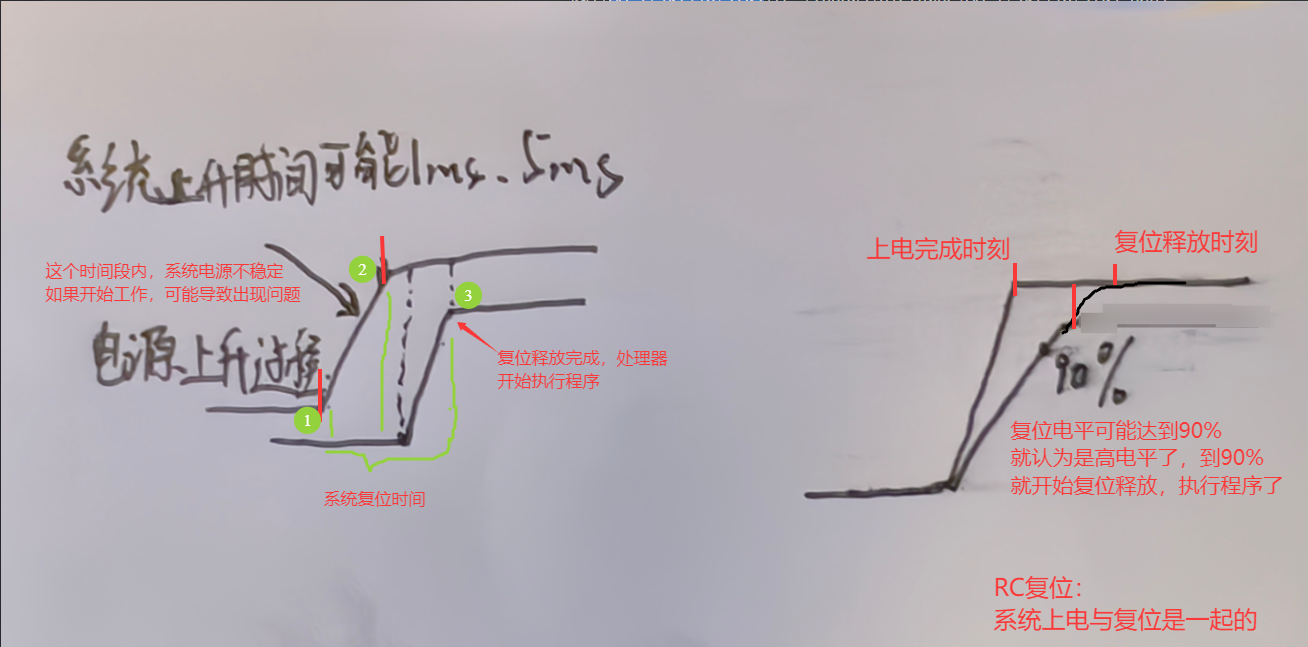 系统上升时间可能1ms、5ms
这个时间段内，系统电源不稳定
如果开始工作，可能导致出现问题
2
3
电源上升过程
复位释放完成，处理器
开始执行程序
1
系统复位时间
上电完成时刻
复位释放时刻
90%
复位电平可能达到90%
就认为是高电平了，到90%
就开始复位释放，执行程序了
RC复位：
系统上电与复位是一起的